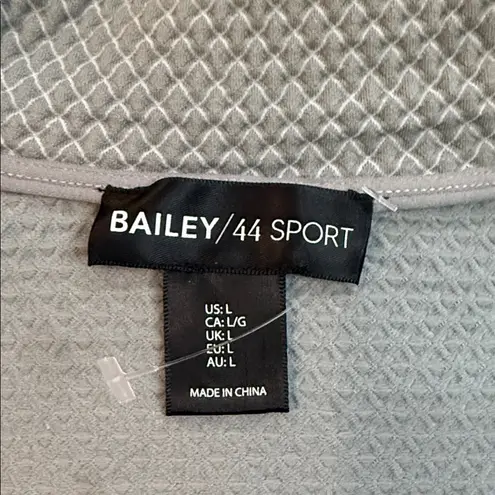 BAILEY/44 SPORT
US: L
CA: L/G
UK: L
EU: L
AU: L
MADE IN CHINA